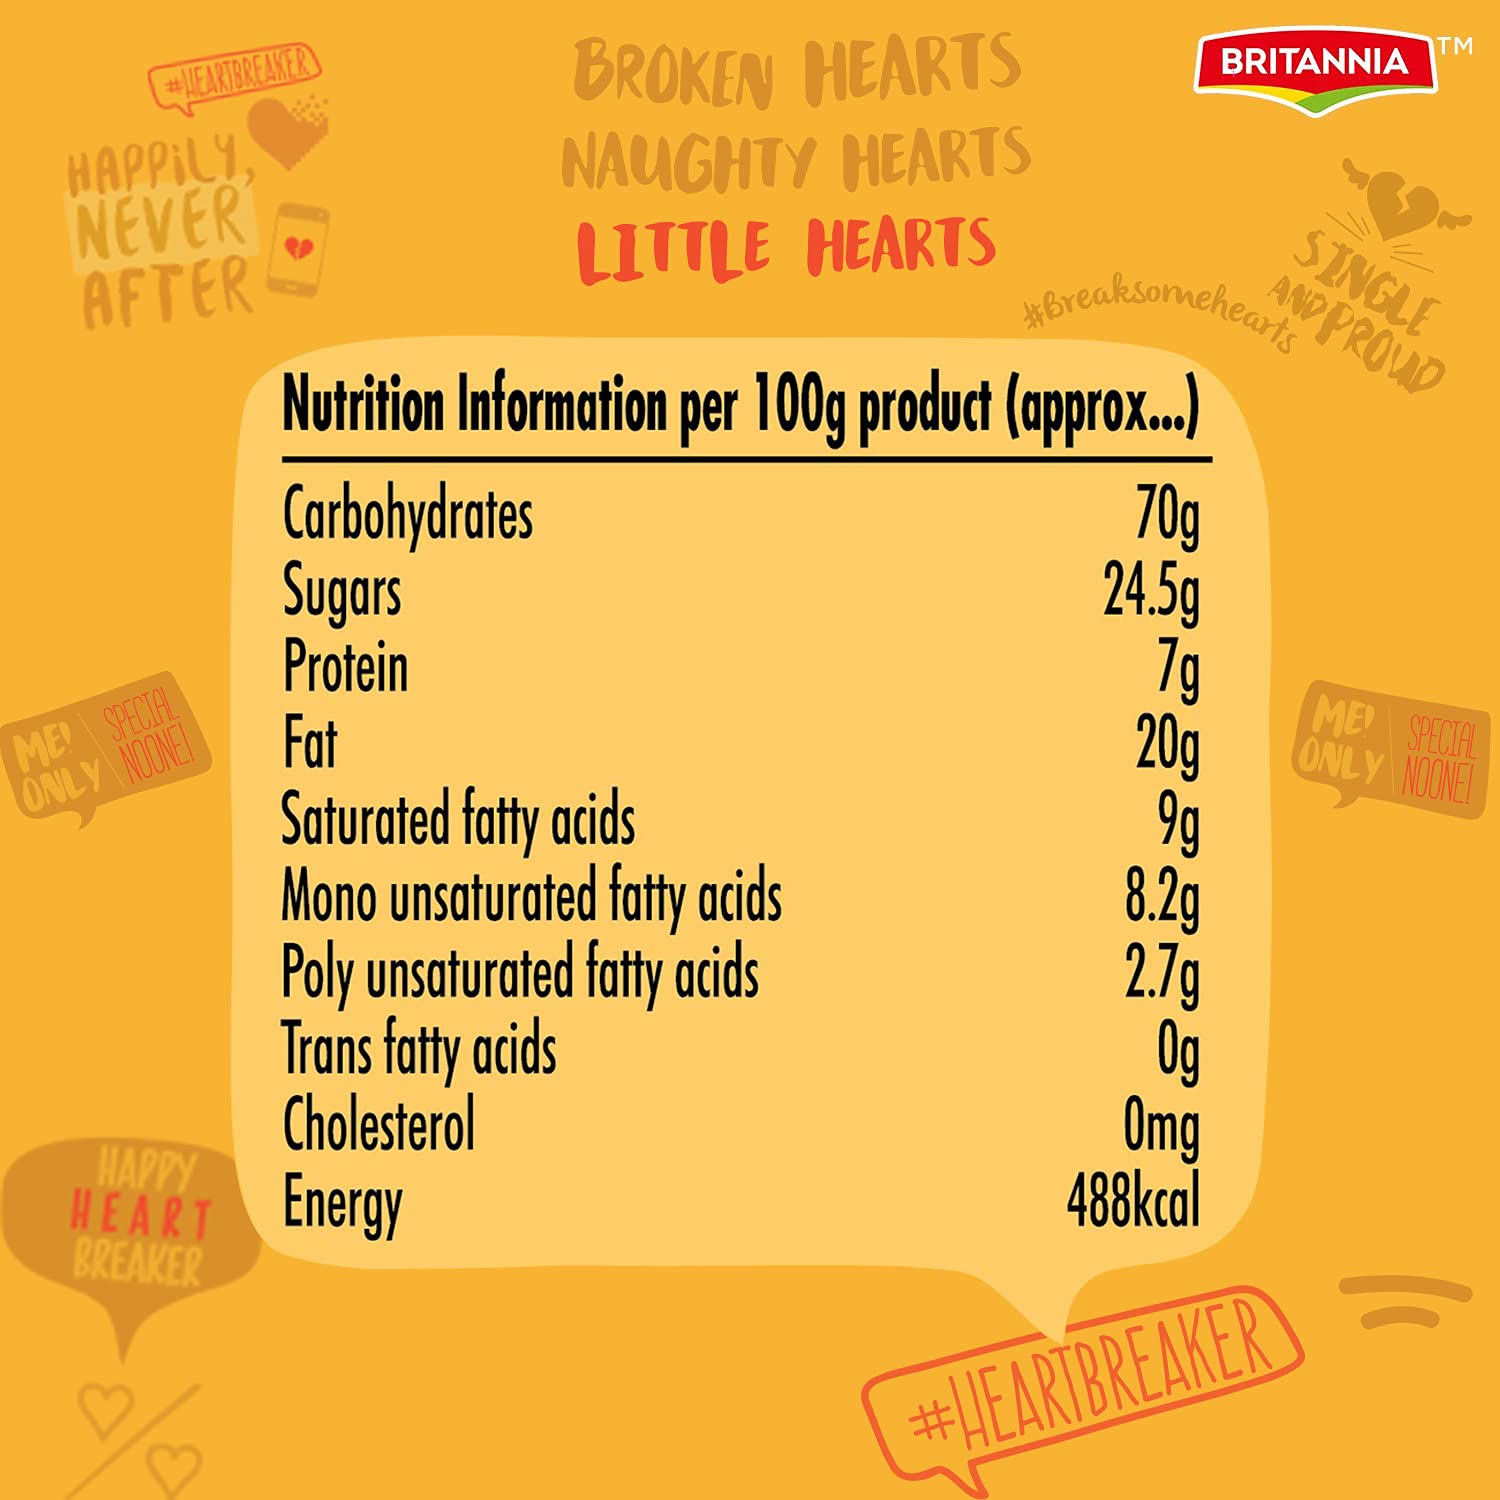 #HEARTBREAKER
HAPPiLY,
NEVER
AFTER
BROKEN HEARTS
NAUGHTY HEARTS
LITTLE HEARTS
BRITANNIA TM
#Breaksomehearts
SINGLE
AND PROUD
Nutrition Information per 100g product (approx...)
Carbohydrates 70g
Sugars 24.5g
Protein 7g
Fat 20g
Saturated fatty acids 9g
Mono unsaturated fatty acids 8.2g
Poly unsaturated fatty acids 2.7g
Trans fatty acids 0g
Cholesterol 0mg
Energy 488kcal
ME! ONLY
SPECIAL NOONE!
ME! ONLY
SPECIAL NOONE!
HAPPY
HEART
BREAKER
#HEARTBREAKER